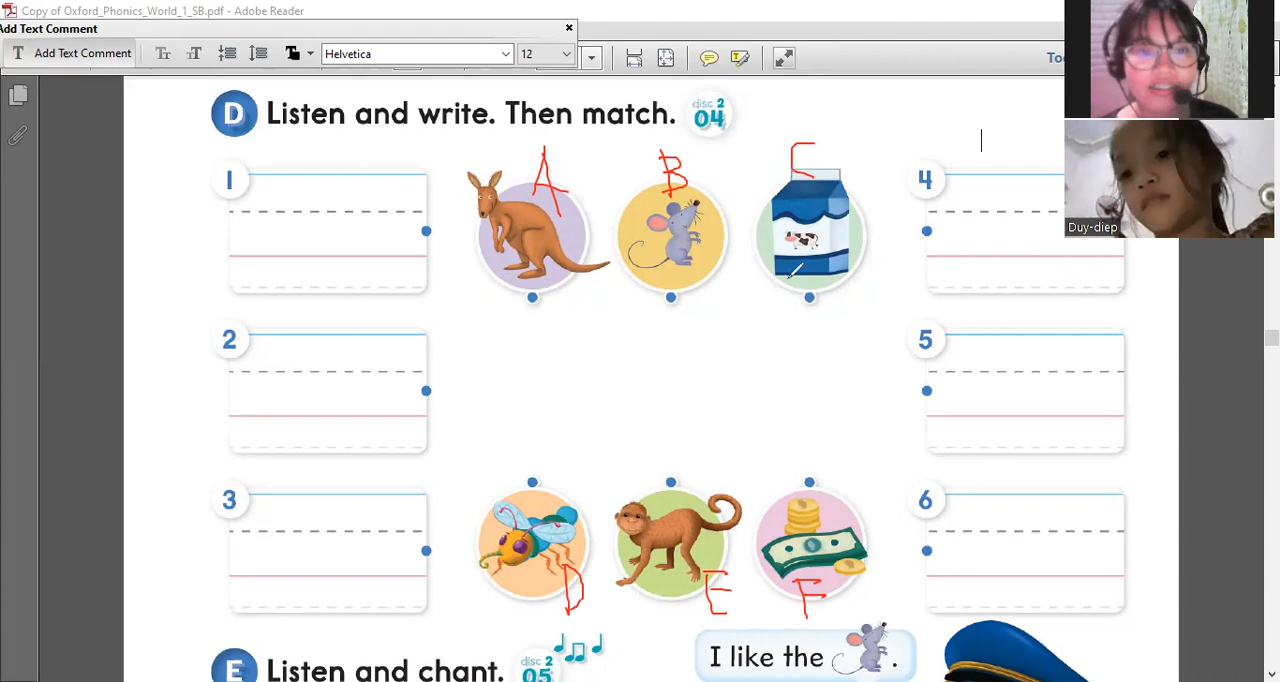 Copy of Oxford_Phonics_World_1_SB.pdf - Adobe Reader
Add Text Comment
Add Text Comment
Helvetica
12
D Listen and write. Then match. disc 2 04
1
A
B
C
4
2
5
3
6
D
E
F
E Listen and chant. disc 2 05
I like the .
Duy-diep